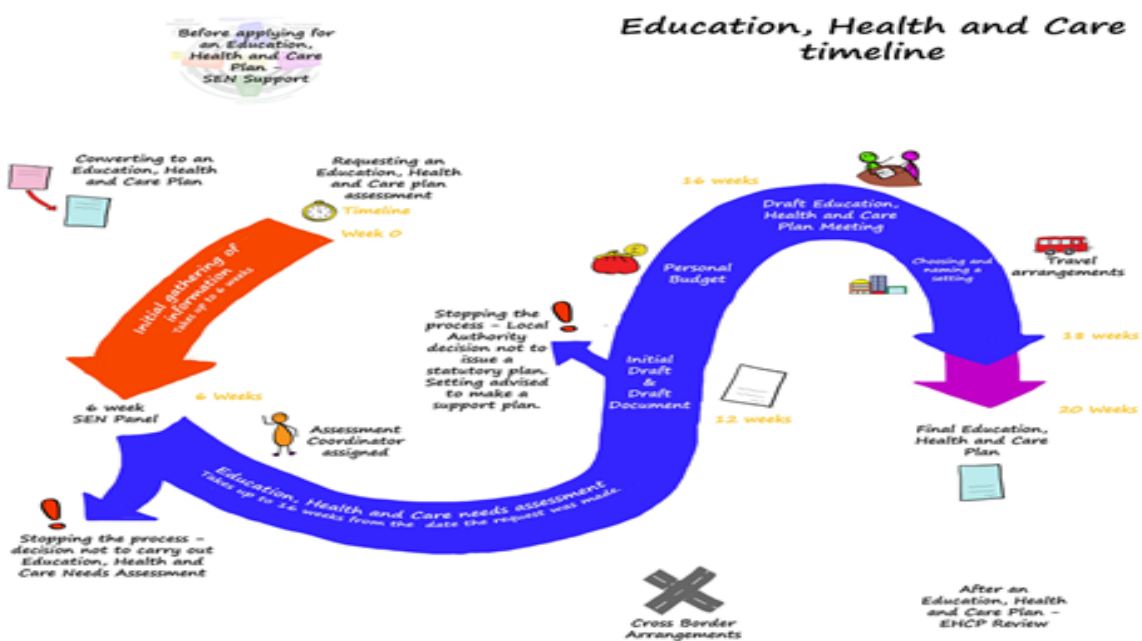 Education, Health and Care
timeline
Before applying for
an Education,
Health and Care
Plan –
SEN Support
Converting to an
Education, Health
and Care Plan
Requesting an
Education, Health
and Care plan
assessment
Timeline
Week 0
Initial gathering of
information
Takes up to 6 weeks
6 week
SEN Panel
6 Weeks
Assessment
Coordinator
assigned
Stopping the process –
decision not to carry out
Education, Health and
Care Needs Assessment
Education, Health and Care needs assessment
Takes up to 16 weeks from the date the request was made.
Stopping the
process – Local
Authority
decision not to
issue a
statutory plan.
Setting advised
to make a
support plan.
Initial
Draft
&
Draft
Document
12 weeks
Personal
Budget
16 weeks
Draft Education,
Health and Care
Plan Meeting
Choosing and
naming a
setting
Travel
arrangements
18 weeks
20 Weeks
Final Education,
Health and Care
Plan
Cross Border
Arrangements
After an
Education, Health
and Care Plan –
EHCP Review